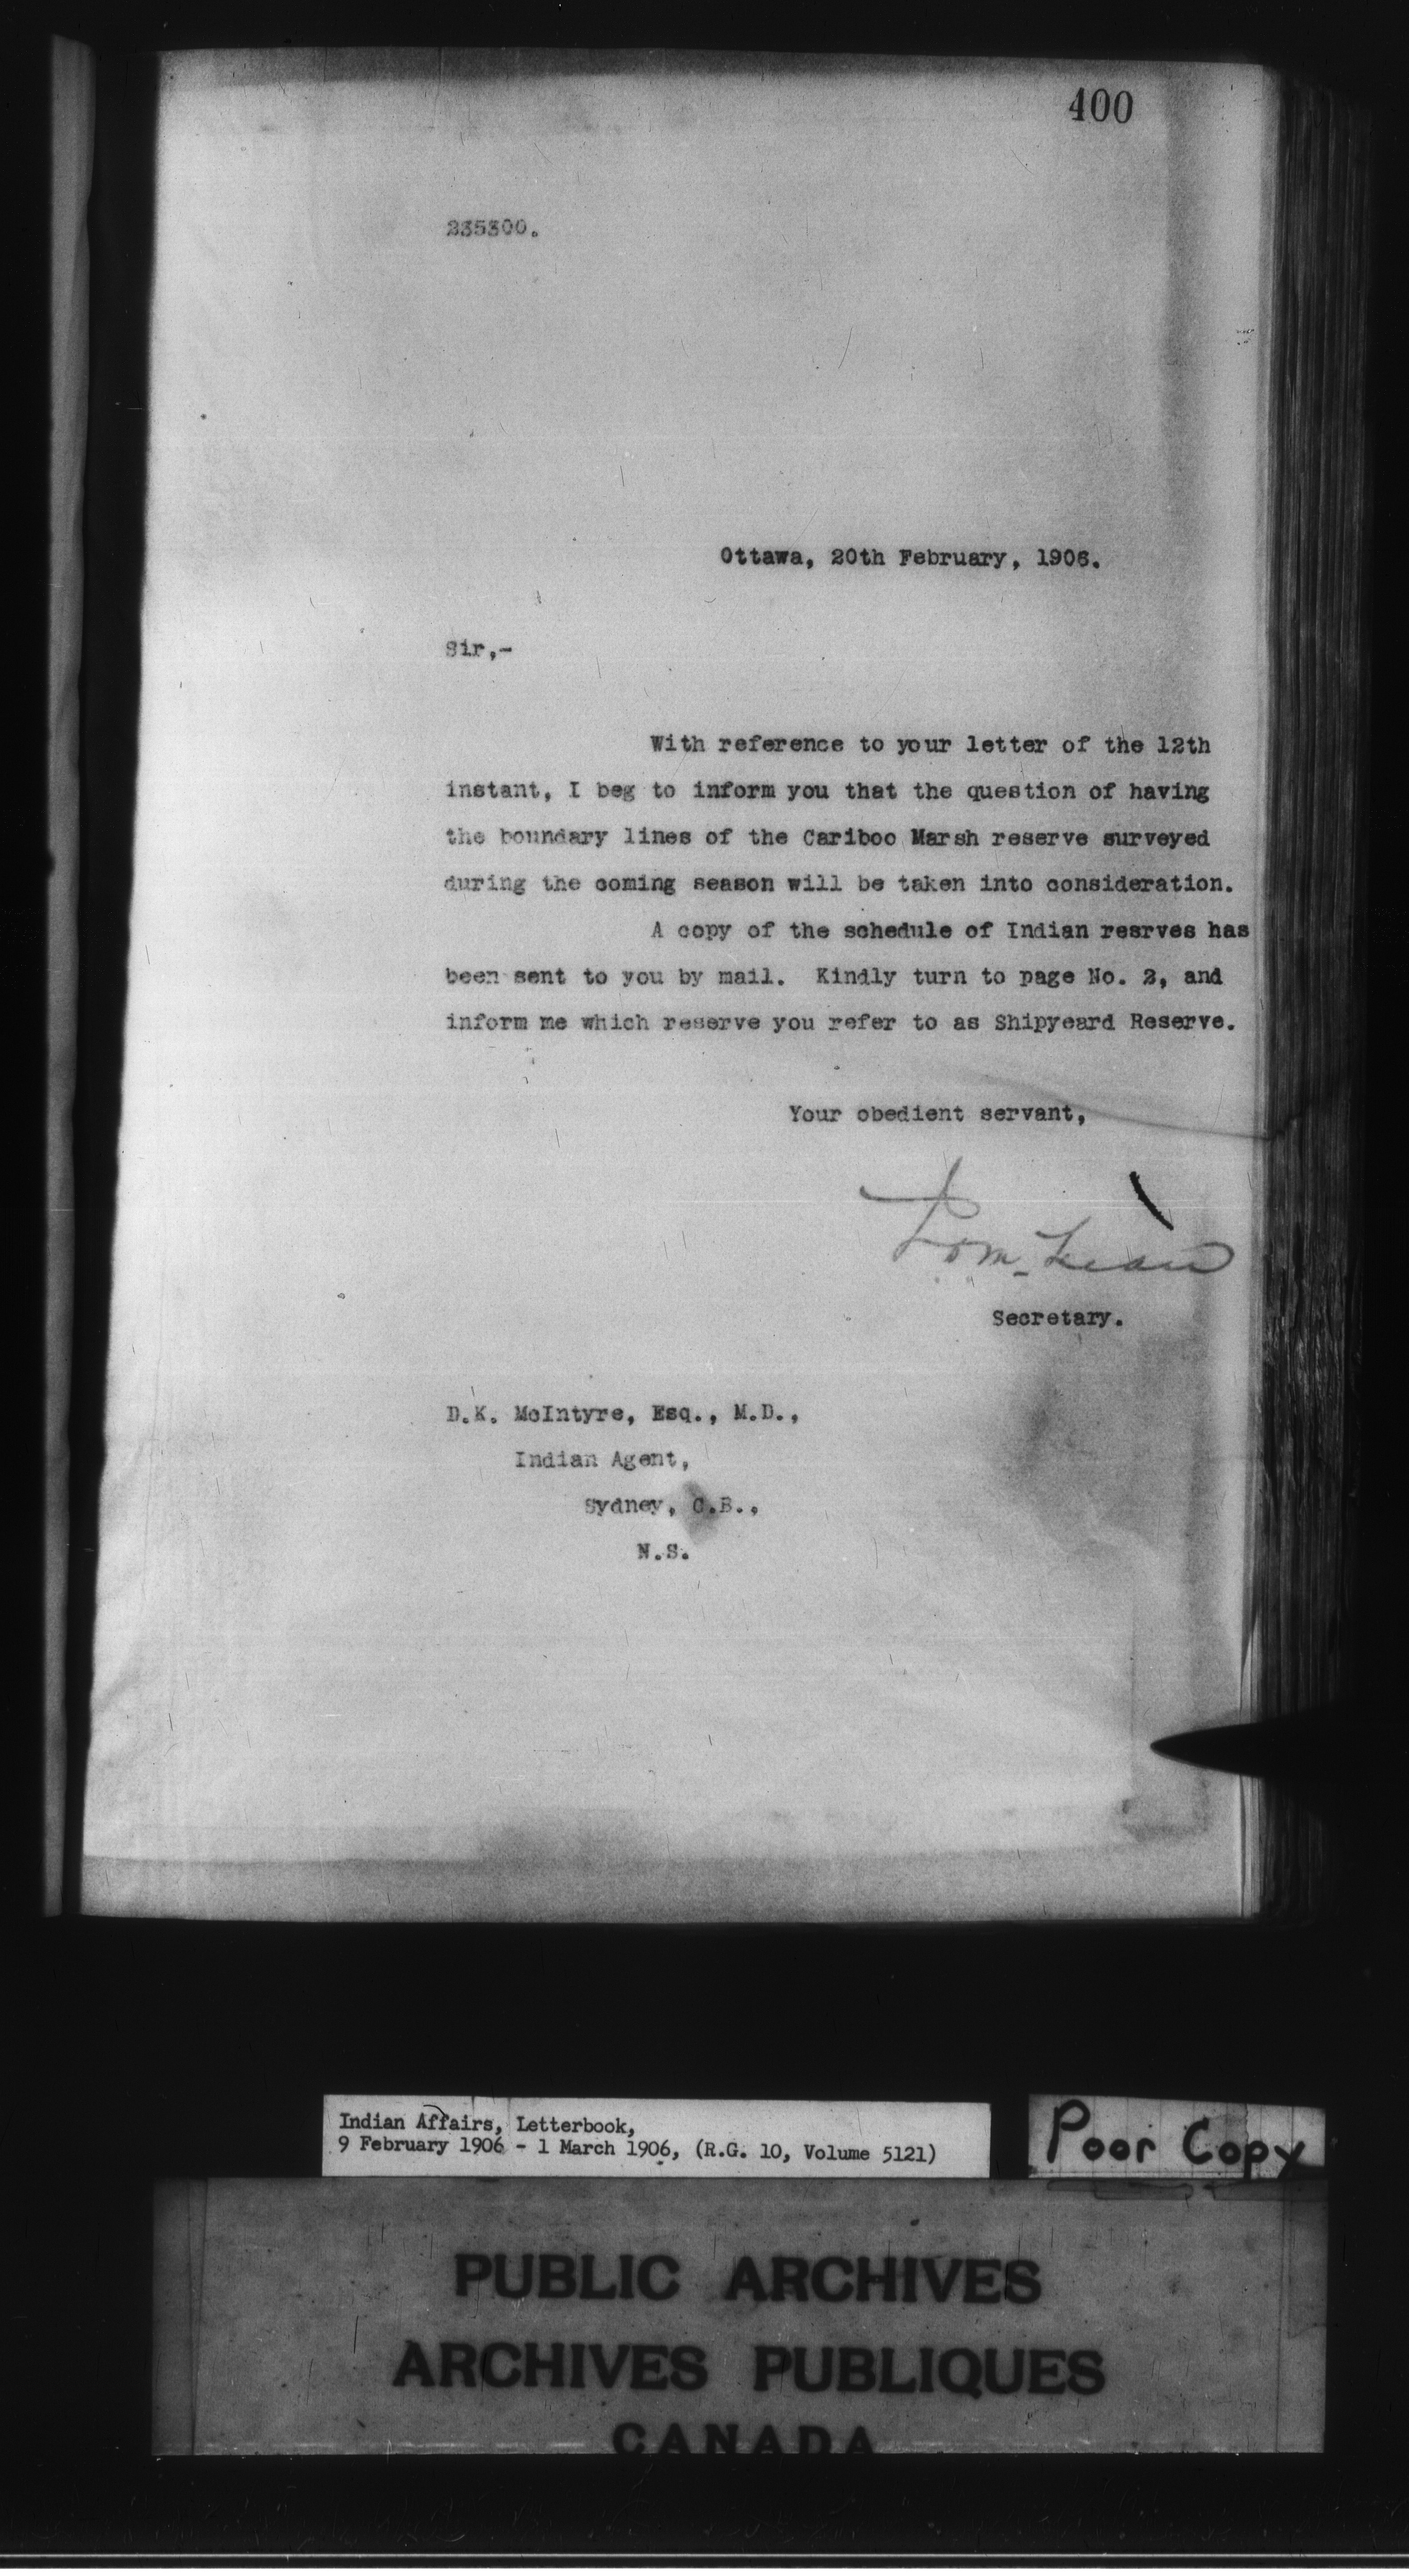 400
235300.
Ottawa, 20th February, 1906.
Sir,-
With reference to your letter of the 12th
instant, I beg to inform you that the question of having
the boundary lines of the Cariboo Marsh reserve surveyed
during the coming season will be taken into consideration.
A copy of the schedule of Indian resrves has
been sent to you by mail. Kindly turn to page No. 2, and
inform me which reserve you refer to as Shipyeard Reserve.
Your obedient servant,
Secretary.
D.K. McIntyre, Esq., M.D.,
Indian Agent,
Sydney, C.B.,
N.S.
Indian Affairs, Letterbook,
9 February 1906 - 1 March 1906, (R.G. 10, Volume 5121)
Poor Copy
PUBLIC ARCHIVES
ARCHIVES PUBLIQUES
CANADA